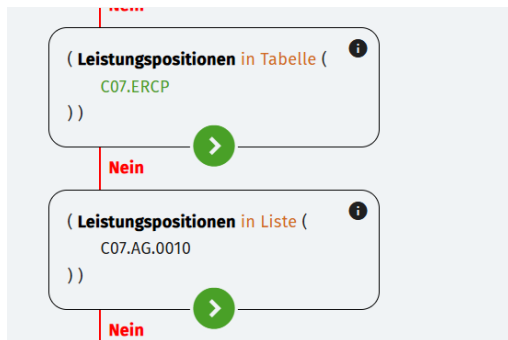 Nein
( Leistungspositionen in Tabelle (
C07.ERCP
) )
Nein
( Leistungspositionen in Liste (
C07.AG.0010
) )
Nein